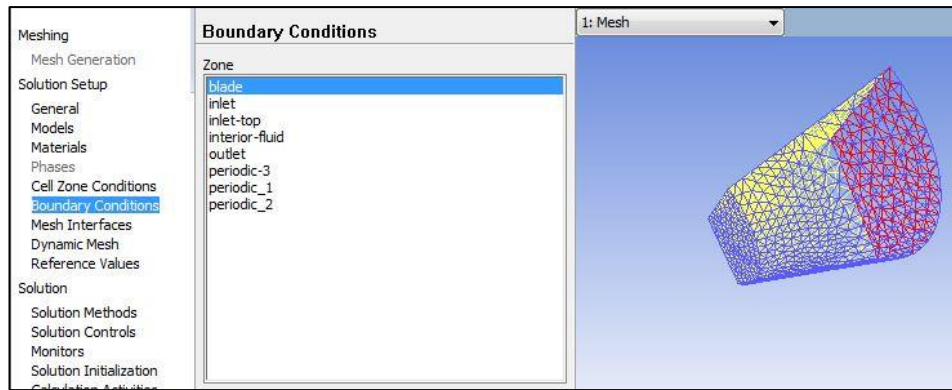 Meshing
Mesh Generation
Solution Setup
General
Models
Materials
Phases
Cell Zone Conditions
Boundary Conditions
Mesh Interfaces
Dynamic Mesh
Reference Values
Solution
Solution Methods
Solution Controls
Monitors
Solution Initialization
Calculation Activities
Boundary Conditions
Zone
blade
inlet
inlet-top
interior-fluid
outlet
periodic-3
periodic_1
periodic_2
1: Mesh